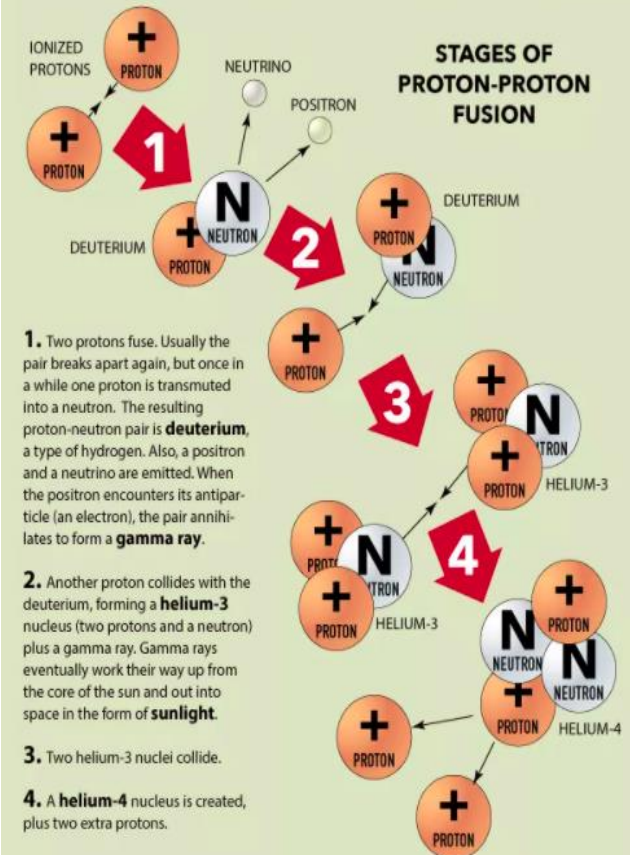 STAGES OF
PROTON-PROTON
FUSION
IONIZED
PROTONS
+
PROTON
+
PROTON
1
NEUTRINO
POSITRON
DEUTERIUM
+
PROTON
N
NEUTRON
2
+
PROTON
N
NEUTRON
DEUTERIUM
+
PROTON
3
+
PROTON
N
NEUTRON
+
PROTON
HELIUM-3
+
PROTON
N
NEUTRON
+
PROTON
HELIUM-3
4
+
PROTON
N
NEUTRON
N
NEUTRON
+
PROTON
HELIUM-4
+
PROTON
+
PROTON
1. Two protons fuse. Usually the
pair breaks apart again, but once in
a while one proton is transmuted
into a neutron. The resulting
proton-neutron pair is deuterium,
a type of hydrogen. Also, a positron
and a neutrino are emitted. When
the positron encounters its antipar-
ticle (an electron), the pair annihi-
lates to form a gamma ray.
2. Another proton collides with the
deuterium, forming a helium-3
nucleus (two protons and a neutron)
plus a gamma ray. Gamma rays
eventually work their way up from
the core of the sun and out into
space in the form of sunlight.
3. Two helium-3 nuclei collide.
4. A helium-4 nucleus is created,
plus two extra protons.